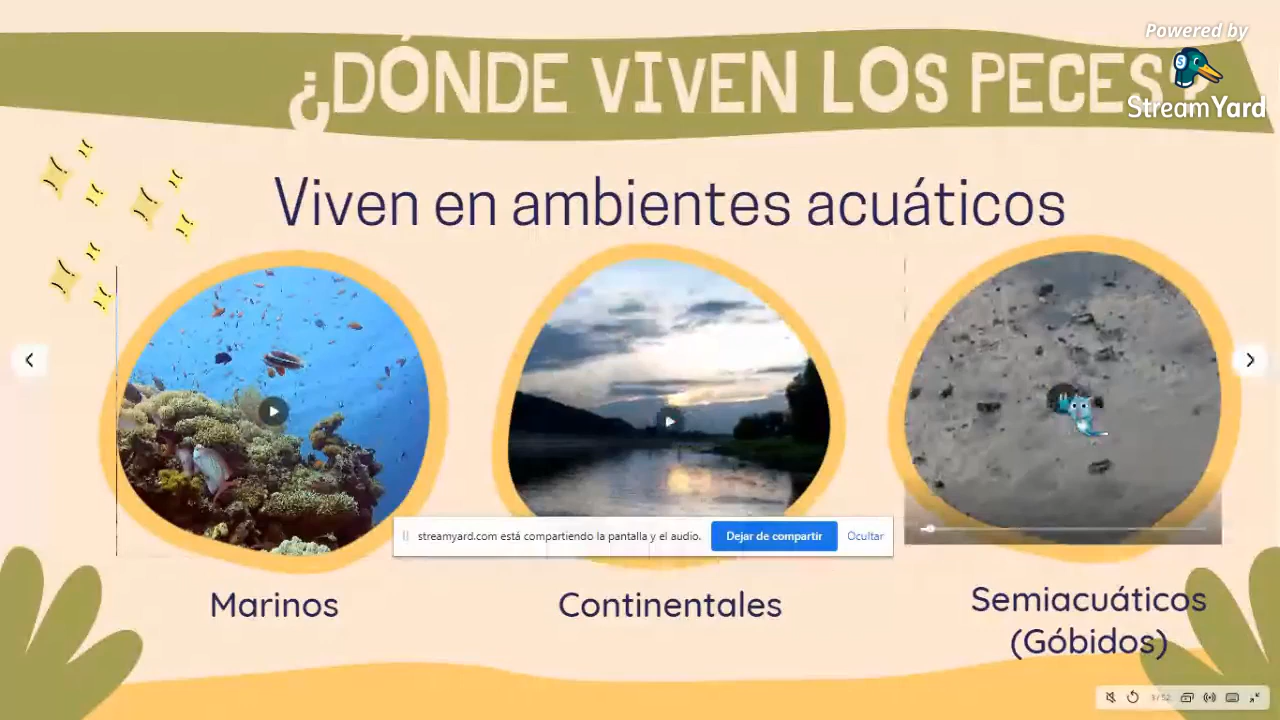 Powered by
¿DÓNDE VIVEN LOS PECES?
StreamYard
Viven en ambientes acuáticos
streamyard.com está compartiendo la pantalla y el audio.
Dejar de compartir
Ocultar
Marinos
Continentales
Semiacuáticos
(Góbidos)